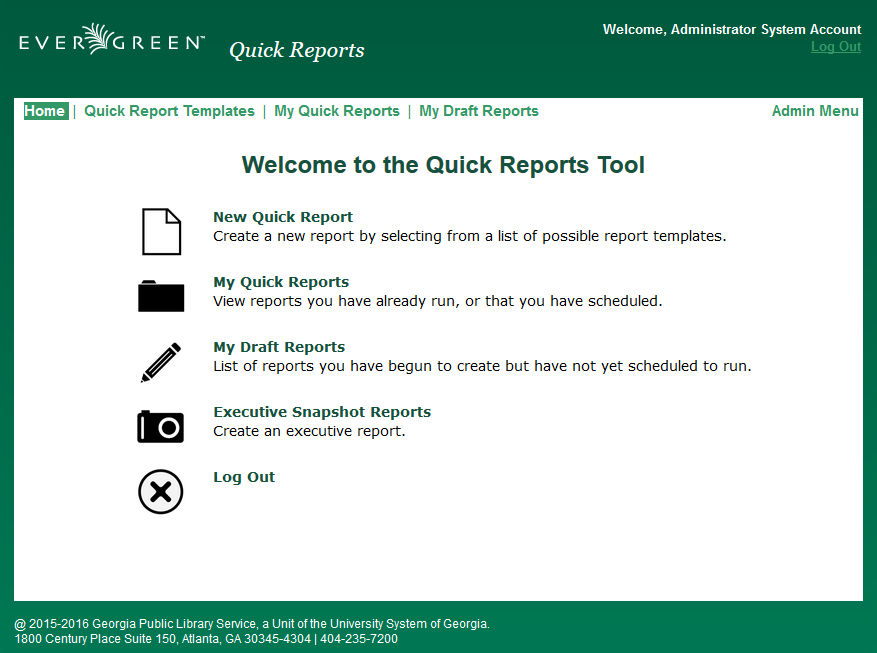 EVERGREEN™ Quick Reports
Welcome, Administrator System Account
Log Out
Home | Quick Report Templates | My Quick Reports | My Draft Reports Admin Menu
Welcome to the Quick Reports Tool
New Quick Report
Create a new report by selecting from a list of possible report templates.
My Quick Reports
View reports you have already run, or that you have scheduled.
My Draft Reports
List of reports you have begun to create but have not yet scheduled to run.
Executive Snapshot Reports
Create an executive report.
Log Out
@ 2015-2016 Georgia Public Library Service, a Unit of the University System of Georgia.
1800 Century Place Suite 150, Atlanta, GA 30345-4304 | 404-235-7200